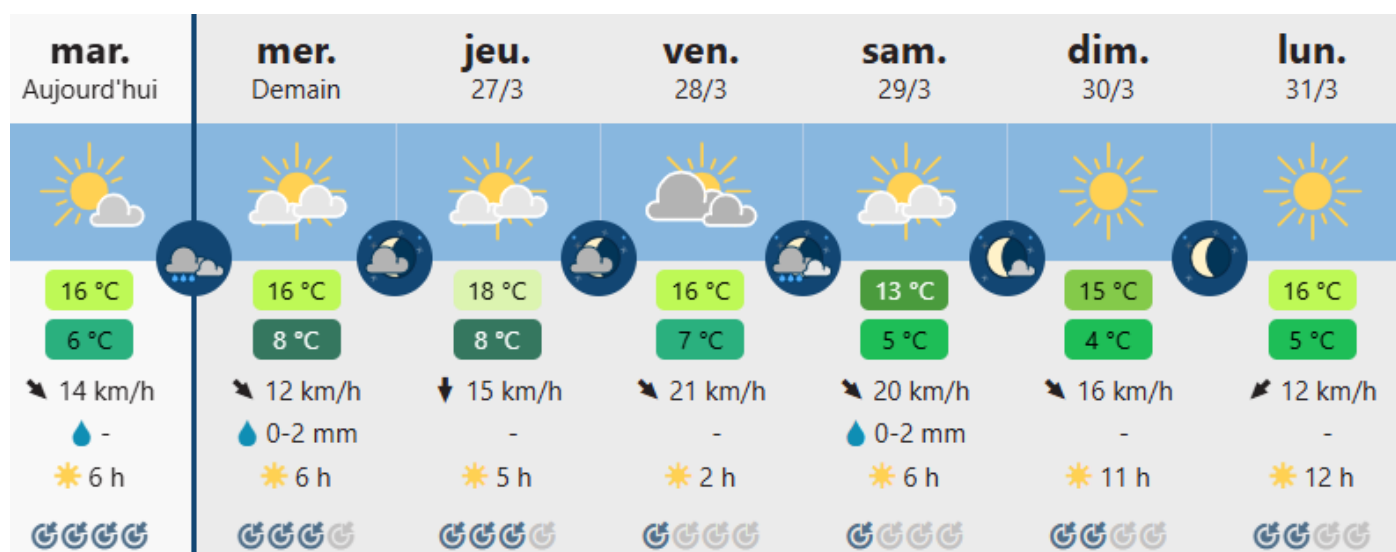 mar. mer. jeu. ven. sam. dim. lun.
Aujourd'hui Demain 27/3 28/3 29/3 30/3 31/3
16 °C 16 °C 18 °C 16 °C 13 °C 15 °C 16 °C
6 °C 8 °C 8 °C 7 °C 5 °C 4 °C 5 °C
14 km/h 12 km/h 15 km/h 21 km/h 20 km/h 16 km/h 12 km/h
- 0-2 mm - - 0-2 mm - -
6 h 6 h 5 h 2 h 6 h 11 h 12 h